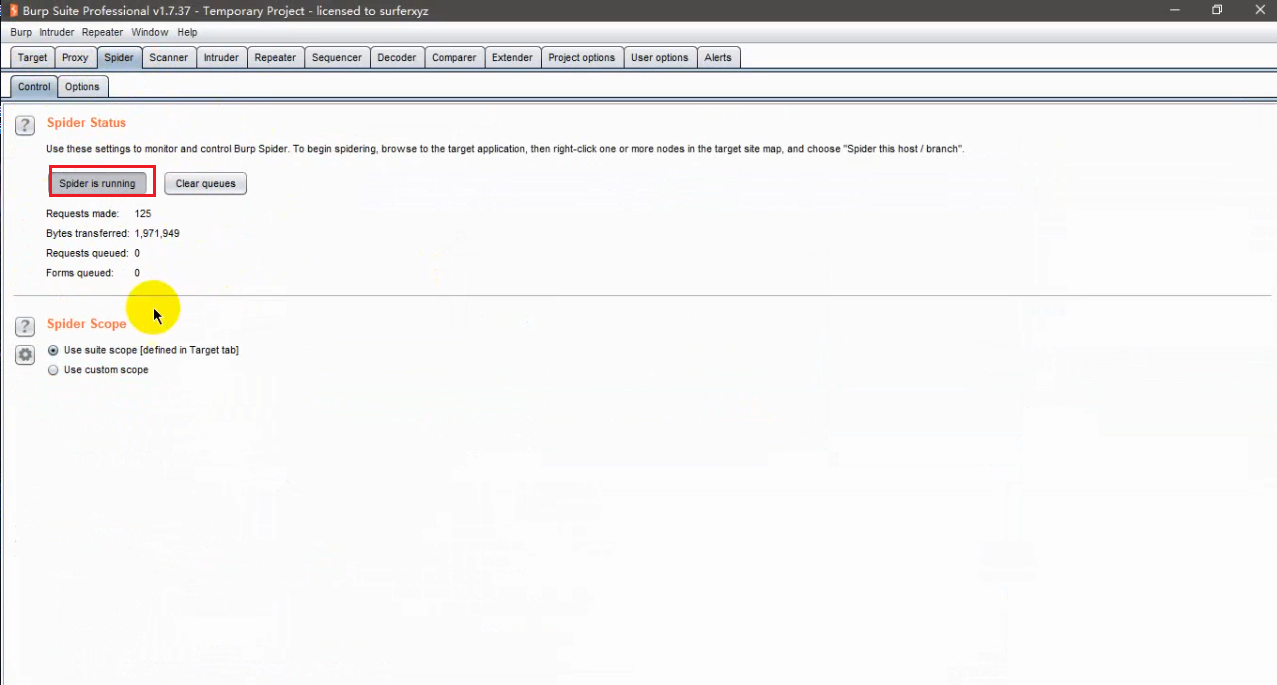 Burp Suite Professional v1.7.37 - Temporary Project - licensed to surferxyz
Burp Intruder Repeater Window Help
Target Proxy Spider Scanner Intruder Repeater Sequencer Decoder Comparer Extender Project options User options Alerts
Control Options
? Spider Status
Use these settings to monitor and control Burp Spider. To begin spidering, browse to the target application, then right-click one or more nodes in the target site map, and choose "Spider this host / branch".
Spider is running Clear queues
Requests made: 125
Bytes transferred: 1,971,949
Requests queued: 0
Forms queued: 0
? Spider Scope
Use suite scope [defined in Target tab]
Use custom scope